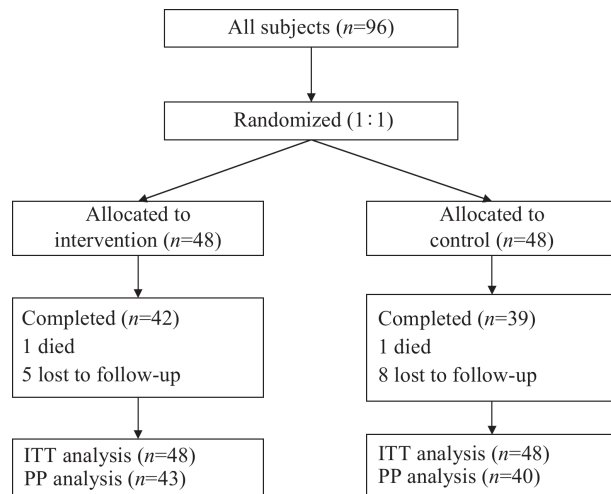 All subjects (n=96)
Randomized (1∶1)
Allocated to
intervention (n=48)
Allocated to
control (n=48)
Completed (n=42)
1 died
5 lost to follow-up
Completed (n=39)
1 died
8 lost to follow-up
ITT analysis (n=48)
PP analysis (n=43)
ITT analysis (n=48)
PP analysis (n=40)